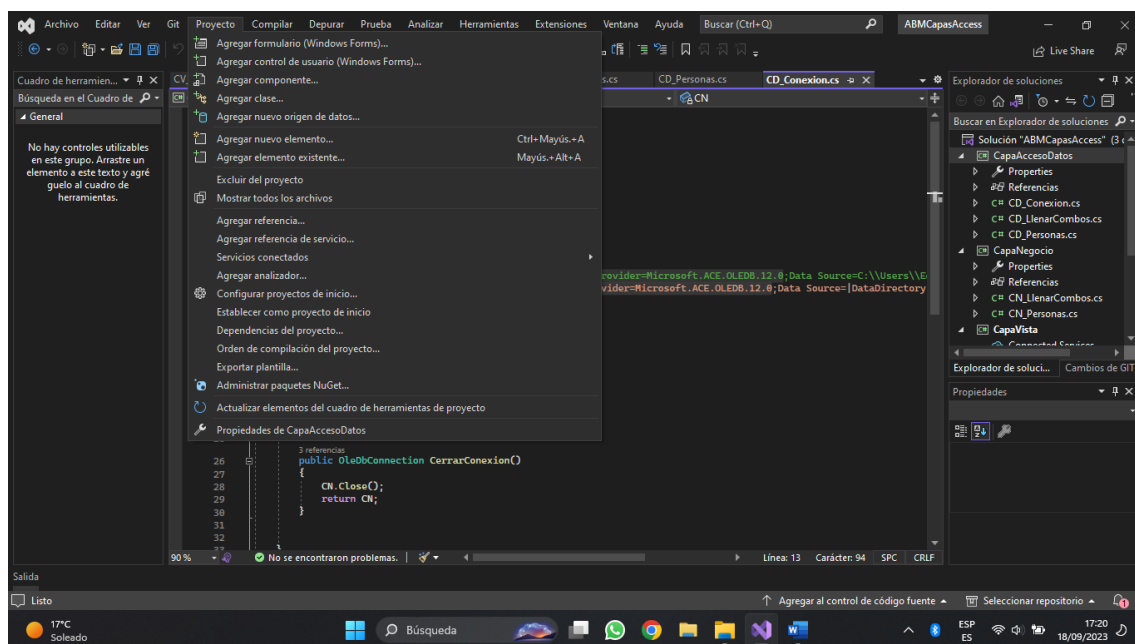 Archivo Editar Ver Git Proyecto Compilar Depurar Prueba Analizar Herramientas Extensiones Ventana Ayuda Buscar (Ctrl+Q) ABMCapasAccess
Live Share
Agregar formulario (Windows Forms)...
Agregar control de usuario (Windows Forms)...
Agregar componente...
Agregar clase...
Agregar nuevo origen de datos...
Agregar nuevo elemento... Ctrl+Mayús.+A
Agregar elemento existente... Mayús.+Alt+A
Excluir del proyecto
Mostrar todos los archivos
Agregar referencia...
Agregar referencia de servicio...
Servicios conectados
Agregar analizador...
Configurar proyectos de inicio...
Establecer como proyecto de inicio
Dependencias del proyecto...
Orden de compilación del proyecto...
Exportar plantilla...
Administrar paquetes NuGet...
Actualizar elementos del cuadro de herramientas de proyecto
Propiedades de CapaAccesoDatos
Cuadro de herramien...
Búsqueda en el Cuadro de
General
No hay controles utilizables
en este grupo. Arrastre un
elemento a este texto y agré
guelo al cuadro de
herramientas.
CV
s.cs CD_Personas.cs CD_Conexion.cs
CN
rovider=Microsoft.ACE.OLEDB.12.0;Data Source=C:\\Users\\E
vider=Microsoft.ACE.OLEDB.12.0;Data Source=|DataDirectory
3 referencias
26 public OleDbConnection CerrarConexion()
27 {
28 CN.Close();
29 return CN;
30 }
31
32
90 % No se encontraron problemas. Línea: 13 Carácter: 94 SPC CRLF
Explorador de soluciones
Buscar en Explorador de soluciones
Solución "ABMCapasAccess" (3
CapaAccesoDatos
Properties
Referencias
C# CD_Conexion.cs
C# CD_LlenarCombos.cs
C# CD_Personas.cs
CapaNegocio
Properties
Referencias
C# CN_LlenarCombos.cs
C# CN_Personas.cs
CapaVista
Connected Services
Explorador de soluci... Cambios de GIT
Propiedades
Salida
Listo Agregar al control de código fuente Seleccionar repositorio
17°C
Soleado
Búsqueda
ESP
ES
17:20
18/09/2023